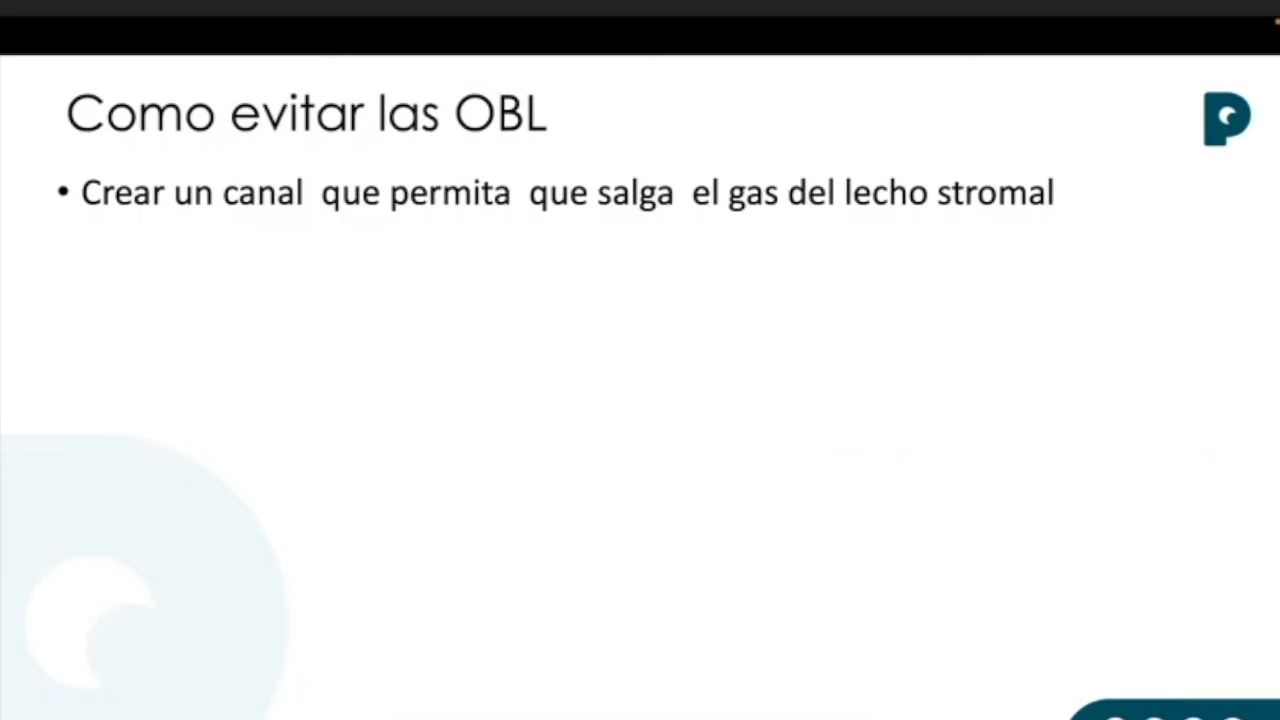 Como evitar las OBL
• Crear un canal que permita que salga el gas del lecho stromal